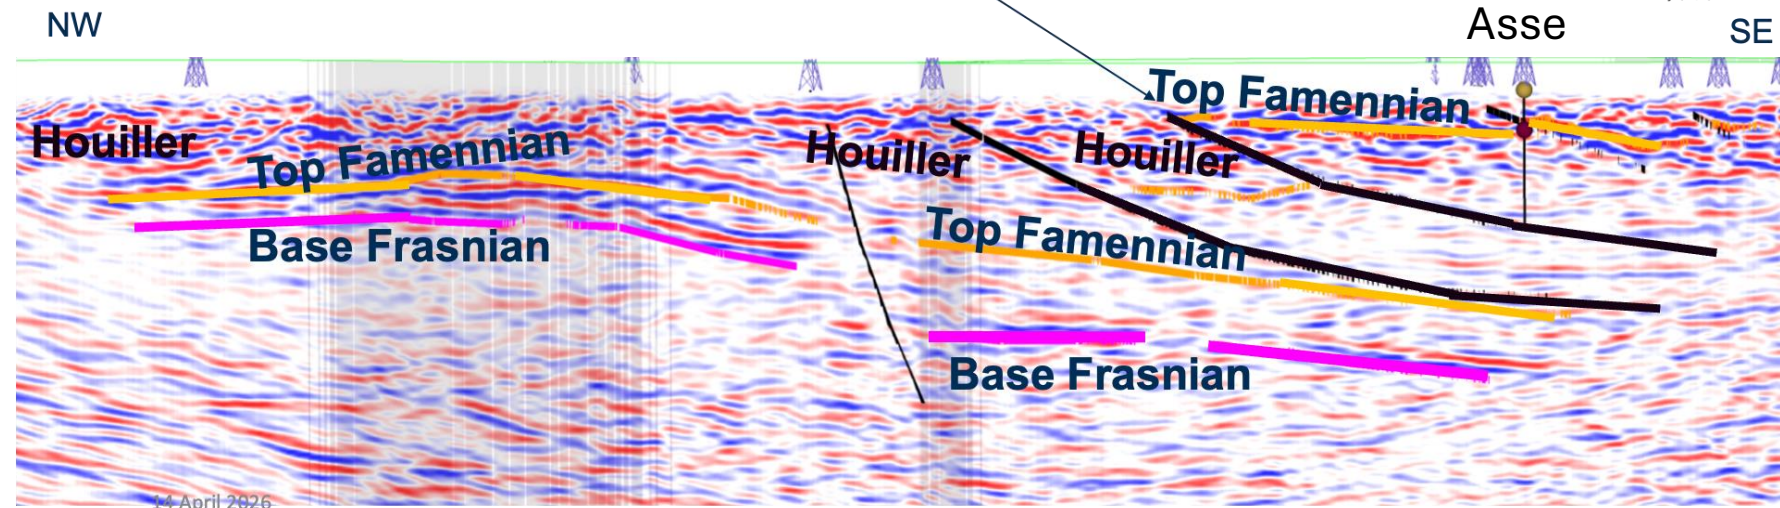 NW
Asse
SE
Top Famennian
Houiller
Top Famennian
Houiller
Houiller
Base Frasnian
Top Famennian
Base Frasnian
14 April 2026